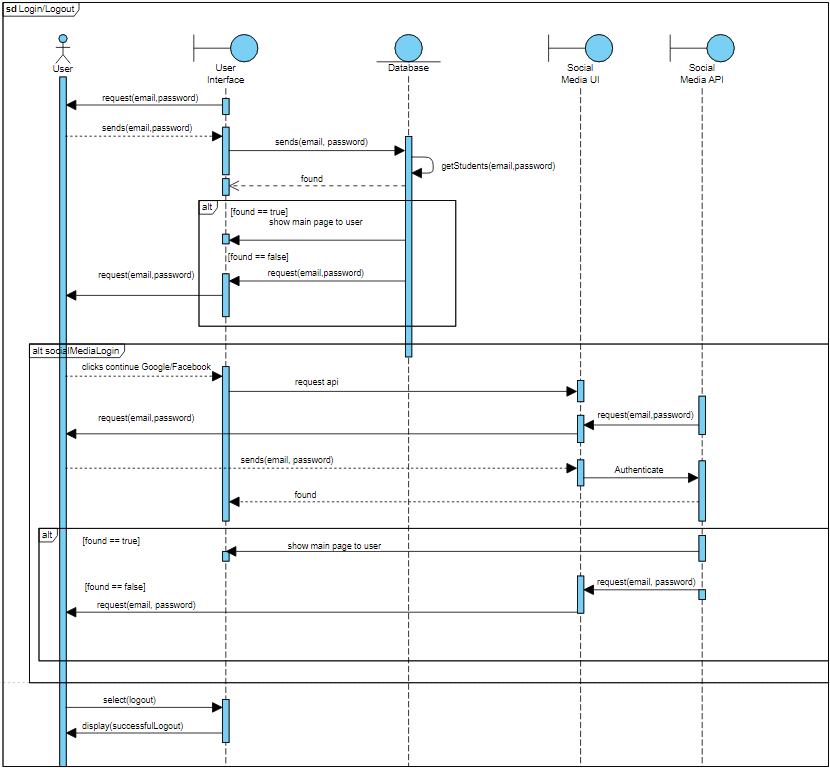 sd Login/Logout
User
User
Interface
Database
Social
Media UI
Social
Media API
request(email,password)
sends(email,password)
sends(email, password)
getStudents(email,password)
found
alt
[found == true]
show main page to user
[found == false]
request(email,password)
request(email,password)
alt socialMediaLogin
clicks continue Google/Facebook
request api
request(email,password)
request(email,password)
sends(email, password)
Authenticate
found
alt
[found == true]
show main page to user
[found == false]
request(email, password)
request(email, password)
select(logout)
display(successfulLogout)